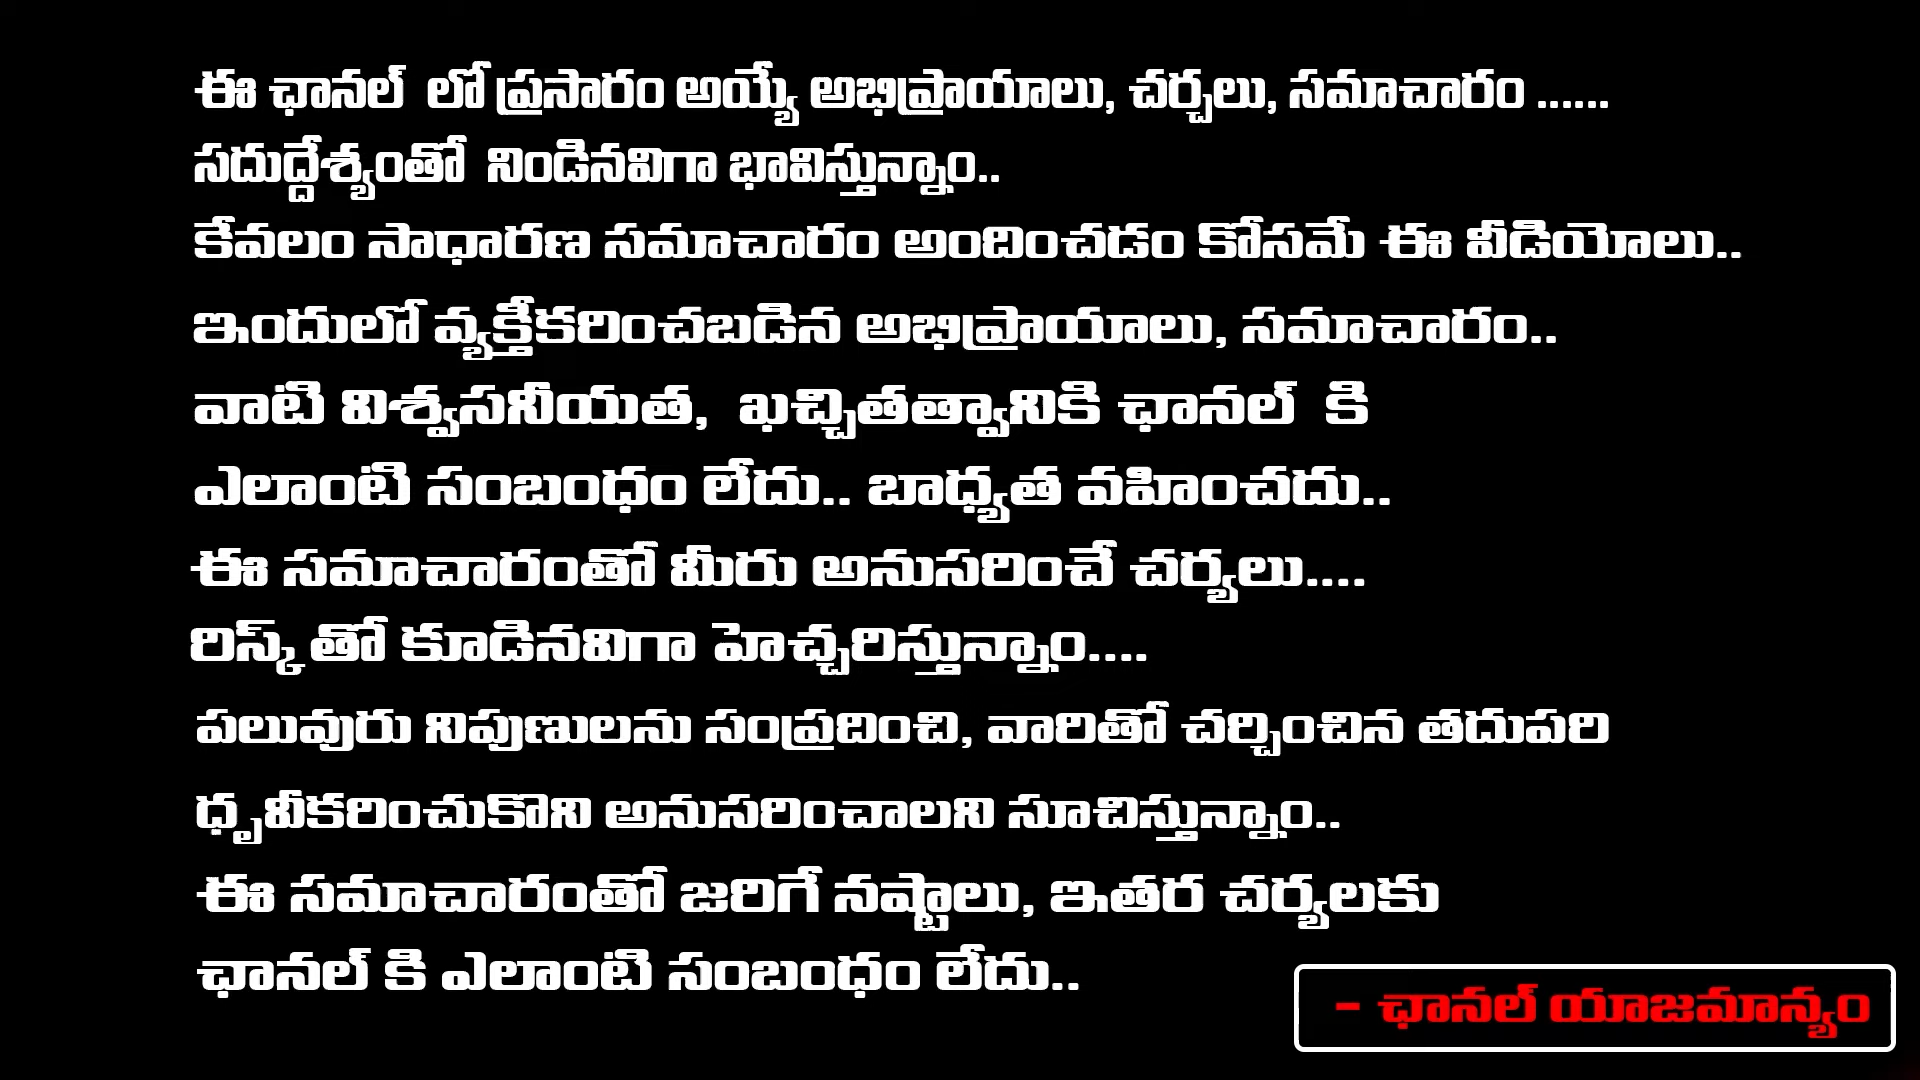 ఈ ఛానల్ లో ప్రసారం అయ్యే అభిప్రాయాలు, చర్చలు, సమాచారం ......
సదుద్దేశ్యంతో నిండినవిగా భావిస్తున్నాం..
కేవలం సాధారణ సమాచారం అందించడం కోసమే ఈ వీడియోలు..
ఇందులో వ్యక్తీకరించబడిన అభిప్రాయాలు, సమాచారం..
వాటి విశ్వసనీయత, ఖచ్చితత్వానికి ఛానల్ కి
ఎలాంటి సంబంధం లేదు.. బాధ్యత వహించదు..
ఈ సమాచారంతో మీరు అనుసరించే చర్యలు....
రిస్క్ తో కూడినవిగా హెచ్చరిస్తున్నాం....
పలువురు నిపుణులను సంప్రదించి, వారితో చర్చించిన తదుపరి
ధృవీకరించుకొని అనుసరించాలని సూచిస్తున్నాం..
ఈ సమాచారంతో జరిగే నష్టాలు, ఇతర చర్యలకు
ఛానల్ కి ఎలాంటి సంబంధం లేదు..
- ఛానల్ యాజమాన్యం